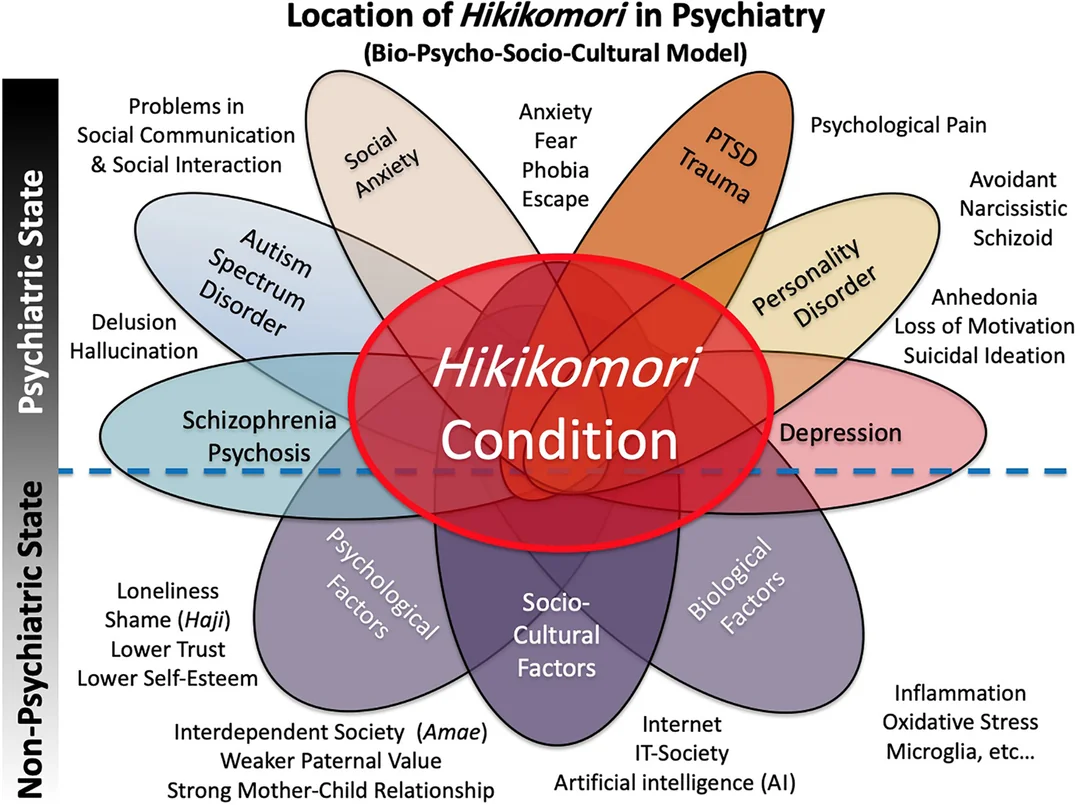 Location of Hikikomori in Psychiatry
(Bio-Psycho-Socio-Cultural Model)
Psychiatric State
Non-Psychiatric State
Problems in
Social Communication
& Social Interaction
Social
Anxiety
Anxiety
Fear
Phobia
Escape
PTSD
Trauma
Psychological Pain
Avoidant
Narcissistic
Schizoid
Autism
Spectrum
Disorder
Personality
Disorder
Delusion
Hallucination
Anhedonia
Loss of Motivation
Suicidal Ideation
Schizophrenia
Psychosis
Hikikomori
Condition
Depression
Psychological
Factors
Socio-
Cultural
Factors
Biological
Factors
Loneliness
Shame (Haji)
Lower Trust
Lower Self-Esteem
Interdependent Society (Amae)
Weaker Paternal Value
Strong Mother-Child Relationship
Internet
IT-Society
Artificial intelligence (AI)
Inflammation
Oxidative Stress
Microglia, etc...